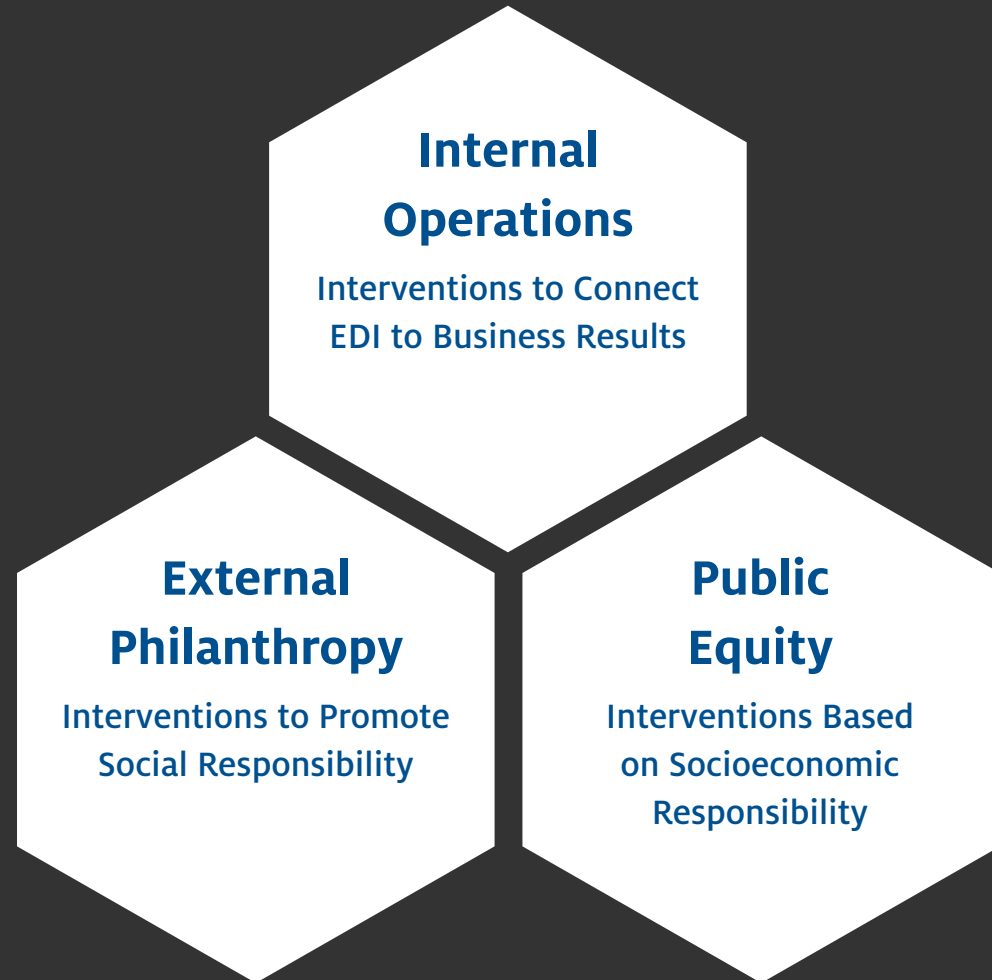 Internal
Operations
Interventions to Connect
EDI to Business Results
External
Philanthropy
Interventions to Promote
Social Responsibility
Public
Equity
Interventions Based
on Socioeconomic
Responsibility